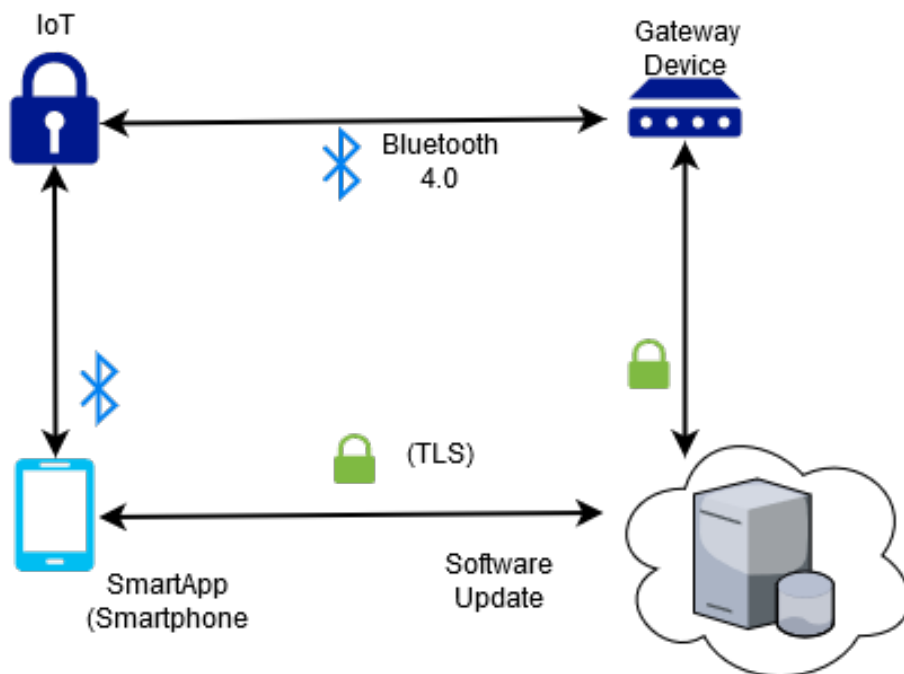 IoT
Gateway
Device
Bluetooth
4.0
(TLS)
SmartApp
(Smartphone
Software
Update